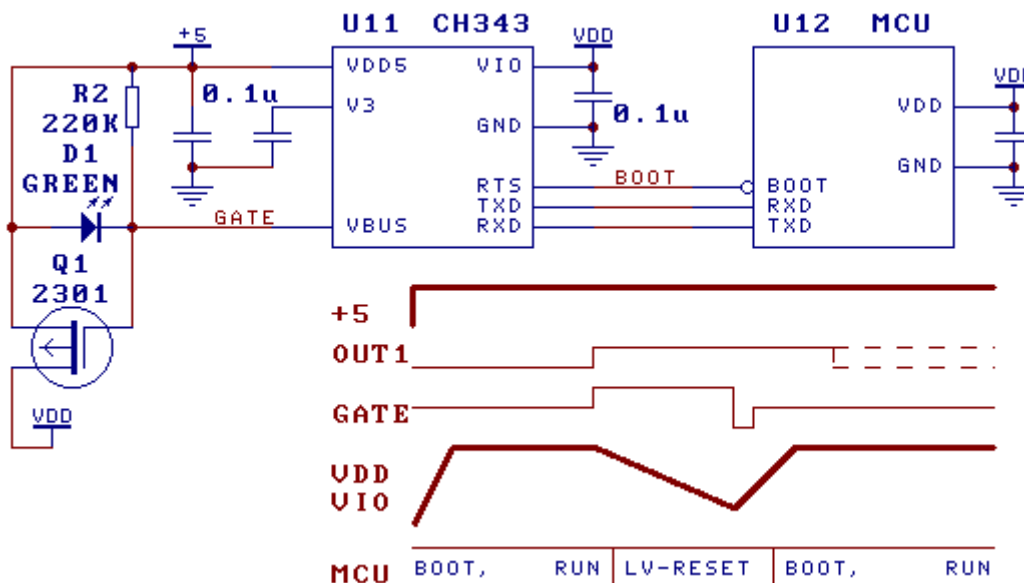 U11 CH343
U12 MCU
+5
VDD
VDD5
VIO
VDD
R2
220K
0.1u
V3
GND
0.1u
VDD
GND
D1
GREEN
RTS
BOOT
BOOT
TXD
RXD
GATE
VBUS
RXD
TXD
Q1
2301
VDD
+5
OUT1
GATE
VDD
VIO
MCU
BOOT, RUN
LV-RESET
BOOT, RUN